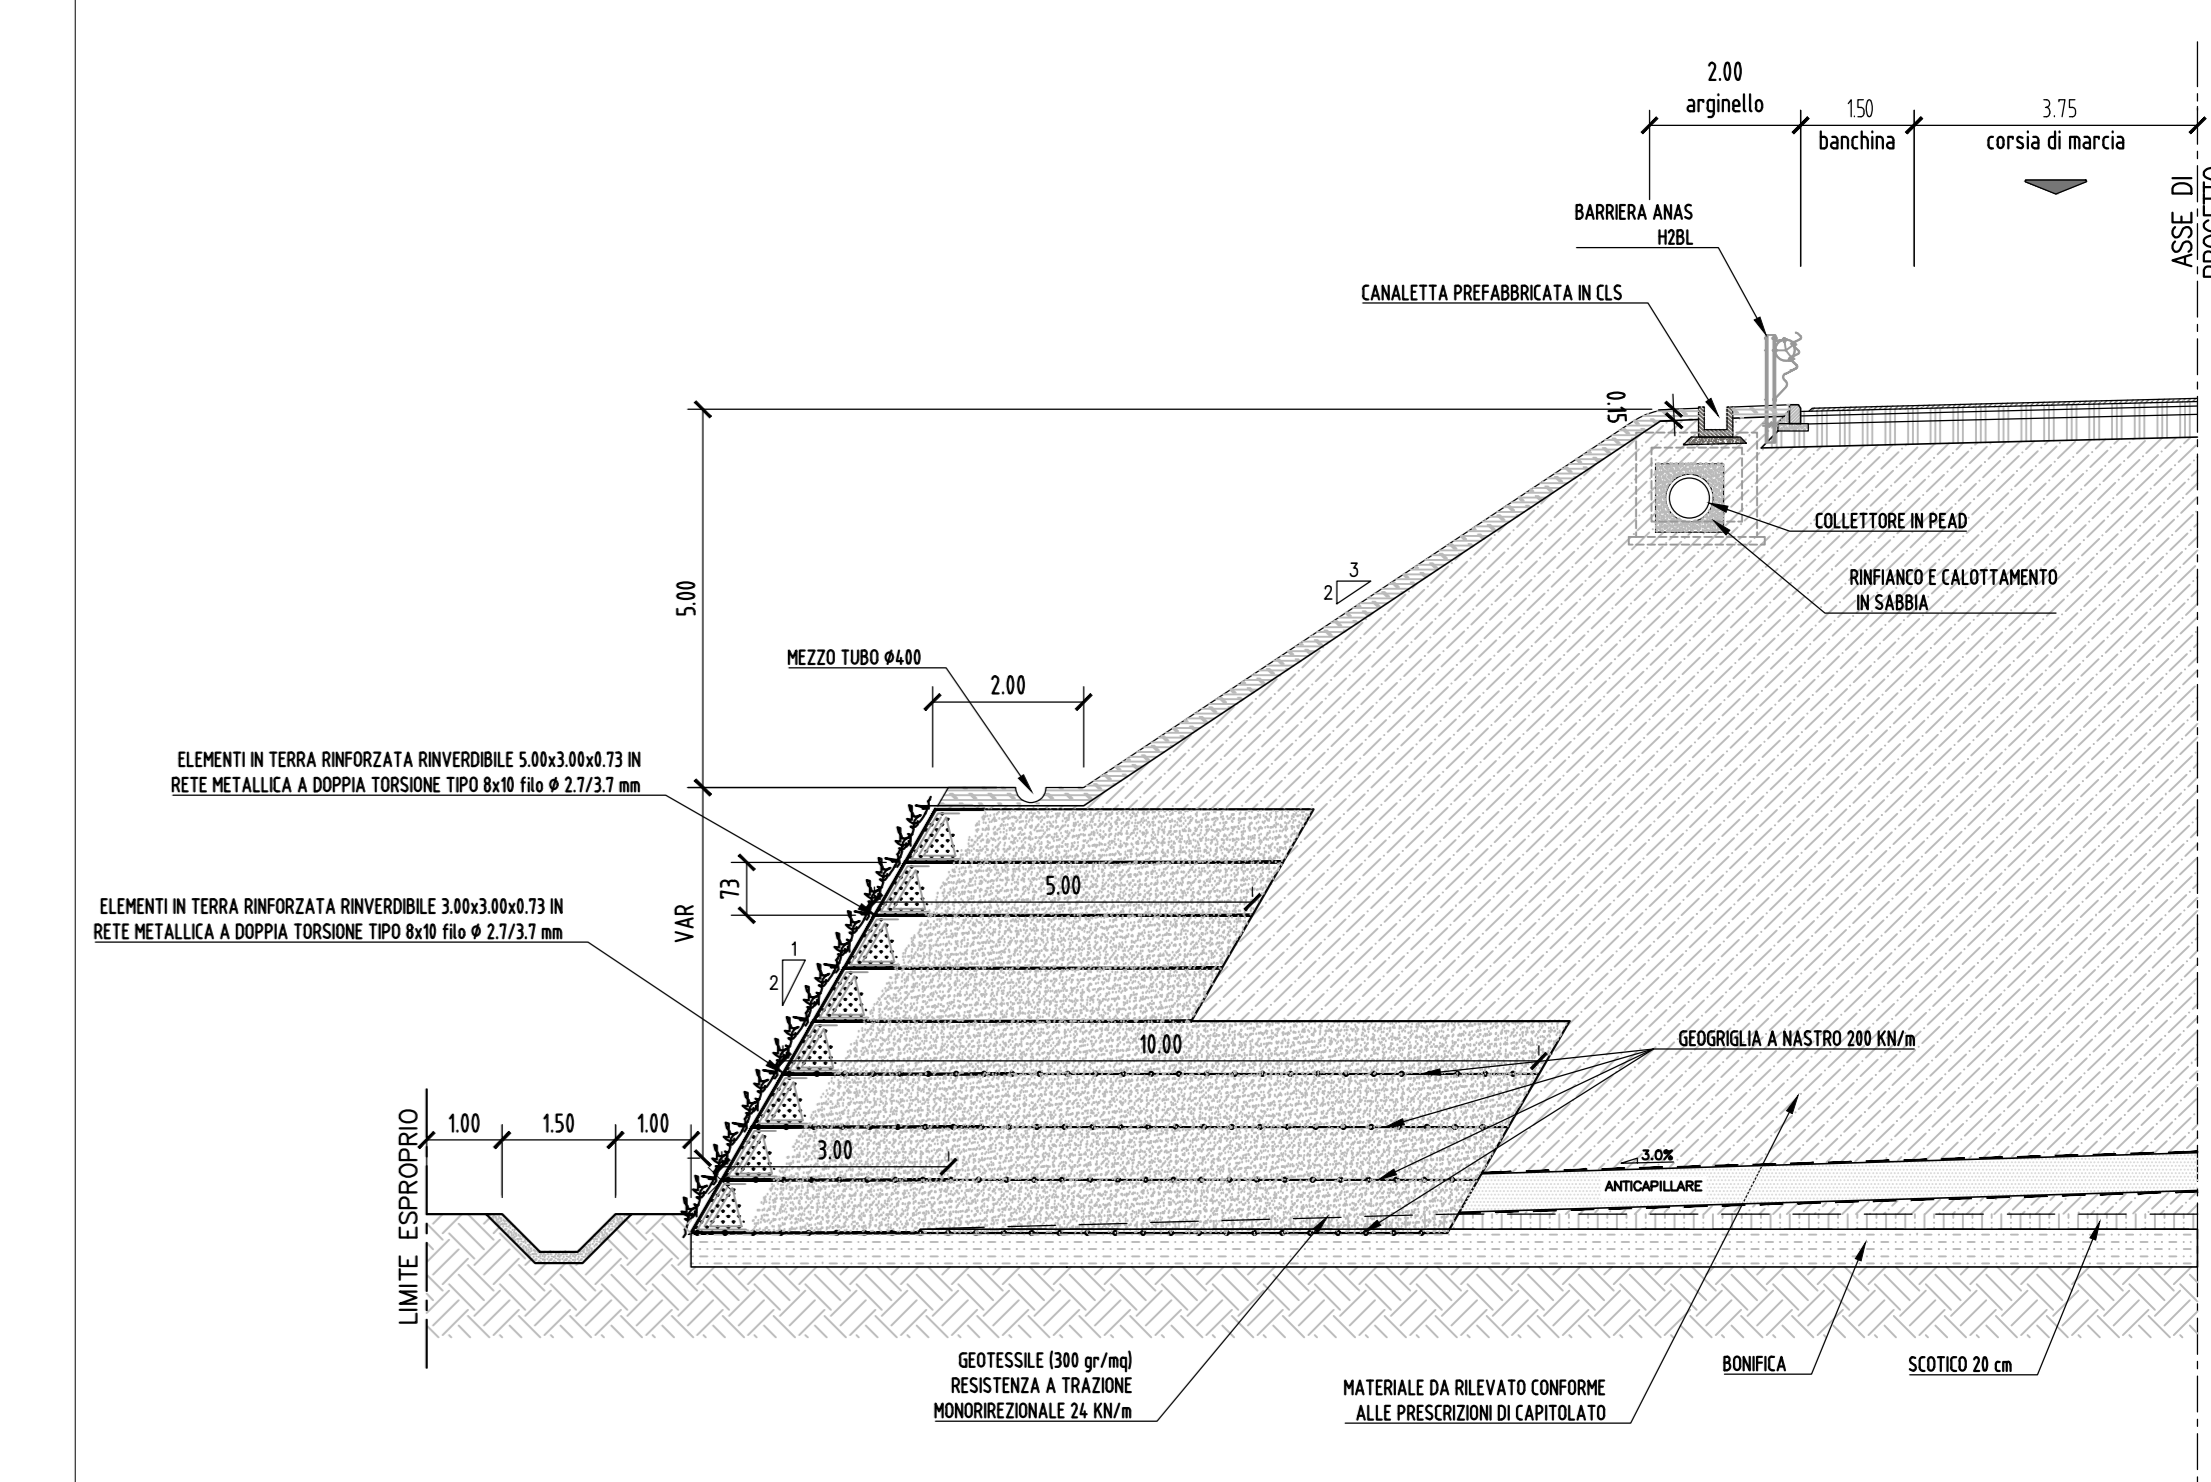 2.00
arginello
1.50
banchina
3.75
corsia di marcia
ASSE DI
PROGETTO
BARRIERA ANAS
H2BL
CANALETTA PREFABBRICATA IN CLS
0.15
COLLETTORE IN PEAD
RINFIANCO E CALOTTAMENTO
IN SABBIA
3
2
5.00
MEZZO TUBO Ø400
2.00
ELEMENTI IN TERRA RINFORZATA RINVERDIBILE 5.00x3.00x0.73 IN
RETE METALLICA A DOPPIA TORSIONE TIPO 8x10 filo Ø 2.7/3.7 mm
73
5.00
VAR
ELEMENTI IN TERRA RINFORZATA RINVERDIBILE 3.00x3.00x0.73 IN
RETE METALLICA A DOPPIA TORSIONE TIPO 8x10 filo Ø 2.7/3.7 mm
1
2
10.00
GEOGRIGLIA A NASTRO 200 KN/m
LIMITE ESPROPRIO
1.00
1.50
1.00
3.00
3.0%
ANTICAPILLARE
GEOTESSILE (300 gr/mq)
RESISTENZA A TRAZIONE
MONORIREZIONALE 24 KN/m
MATERIALE DA RILEVATO CONFORME
ALLE PRESCRIZIONI DI CAPITOLATO
BONIFICA
SCOTICO 20 cm